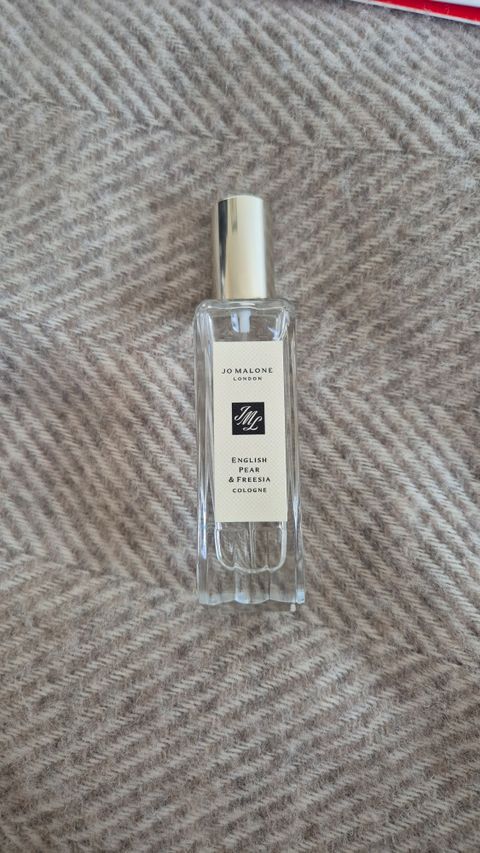 JO MALONE
LONDON
JML
ENGLISH
PEAR
& FREESIA
COLOGNE